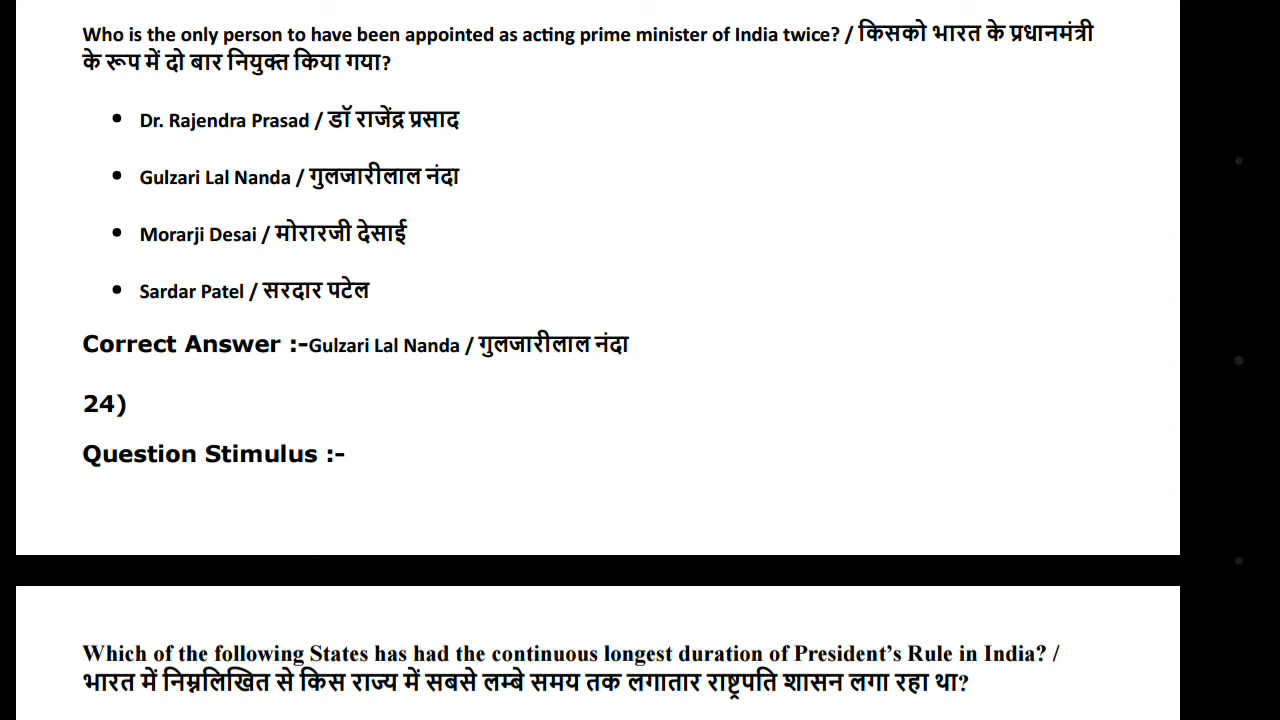 Who is the only person to have been appointed as acting prime minister of India twice? / किसको भारत के प्रधानमंत्री
के रूप में दो बार नियुक्त किया गया?
• Dr. Rajendra Prasad / डॉ राजेंद्र प्रसाद
• Gulzari Lal Nanda / गुलजारीलाल नंदा
• Morarji Desai / मोरारजी देसाई
• Sardar Patel / सरदार पटेल
Correct Answer :-Gulzari Lal Nanda / गुलजारीलाल नंदा
24)
Question Stimulus :-
Which of the following States has had the continuous longest duration of President’s Rule in India? /
भारत में निम्नलिखित से किस राज्य में सबसे लम्बे समय तक लगातार राष्ट्रपति शासन लगा रहा था?